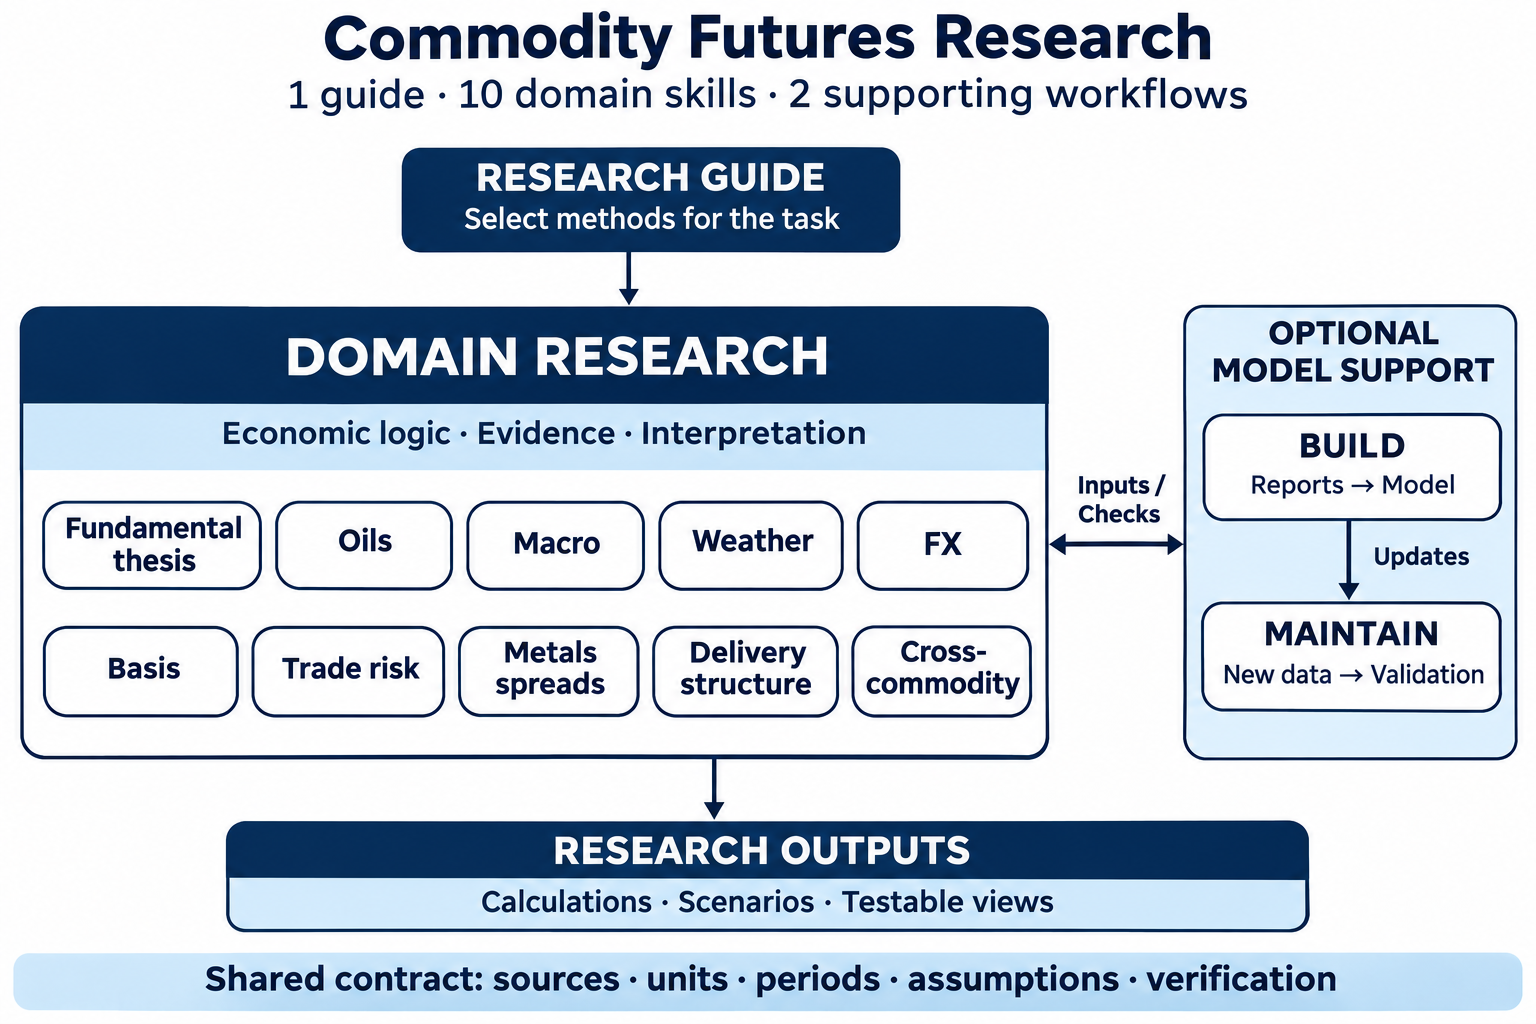 Commodity Futures Research
1 guide · 10 domain skills · 2 supporting workflows
RESEARCH GUIDE
Select methods for the task
DOMAIN RESEARCH
Economic logic · Evidence · Interpretation
Fundamental
thesis
Oils
Macro
Weather
FX
Basis
Trade risk
Metals
spreads
Delivery
structure
Cross-
commodity
Inputs /
Checks
OPTIONAL
MODEL SUPPORT
BUILD
Reports → Model
Updates
MAINTAIN
New data → Validation
RESEARCH OUTPUTS
Calculations · Scenarios · Testable views
Shared contract: sources · units · periods · assumptions · verification